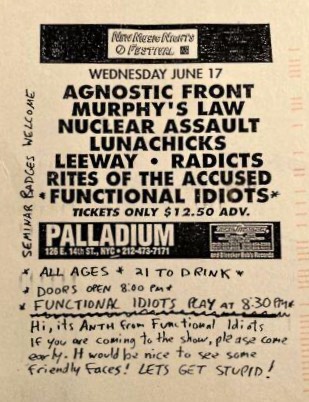 New Music Nights
Festival
WEDNESDAY JUNE 17
AGNOSTIC FRONT
MURPHY'S LAW
NUCLEAR ASSAULT
LUNACHICKS
LEEWAY • RADICTS
RITES OF THE ACCUSED
*FUNCTIONAL IDIOTS*
TICKETS ONLY $12.50 ADV.
PALLADIUM
126 E. 14th ST., NYC • 212-473-7171
and Bleecker Bob's Records
SEMINAR BADGES WELCOME
* ALL AGES * 21 TO DRINK *
* DOORS OPEN 8:00 PM *
* FUNCTIONAL IDIOTS PLAY AT 8:30 PM *
Hi, its ANTH from Functional Idiots
If you are coming to the show, please come
early. It would be nice to see some
friendly faces! LETS GET STUPID!